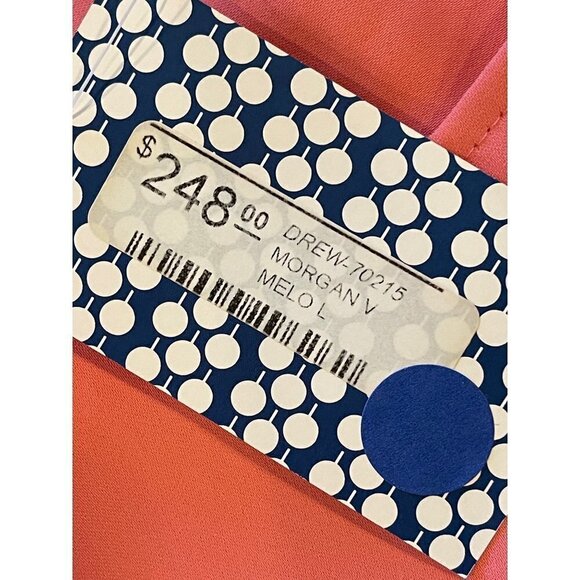 $248.00
DREW-70215
MORGAN V
MELO L